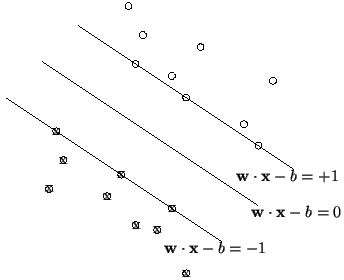 w · x − b = +1
w · x − b = 0
w · x − b = −1